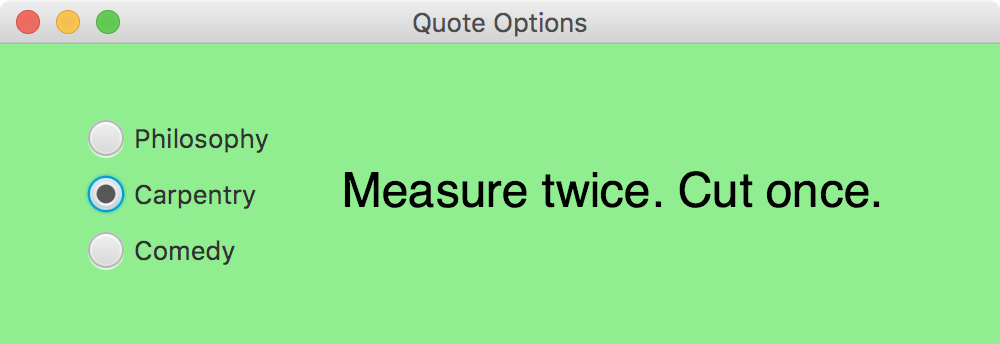 Quote Options
Philosophy
Carpentry
Comedy
Measure twice. Cut once.